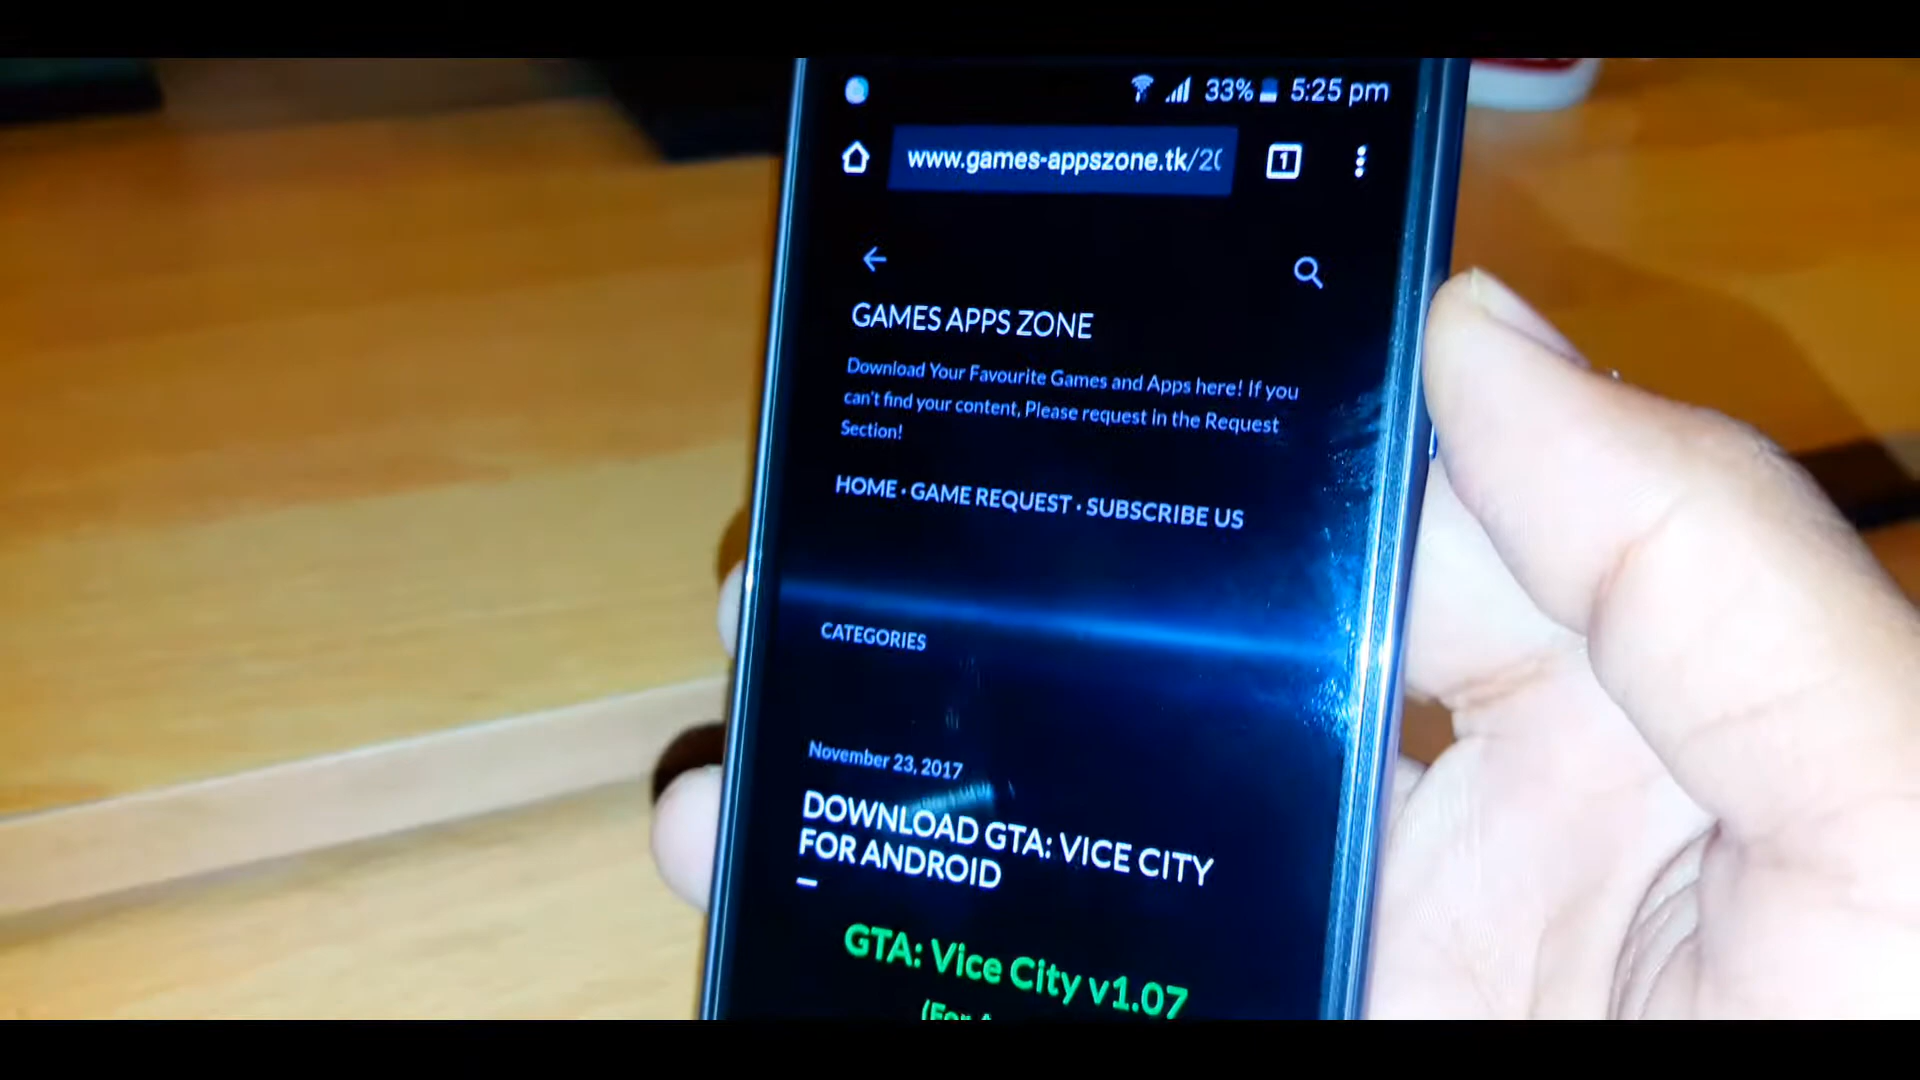 33% 5:25 pm
www.games-appszone.tk/20
1
GAMES APPS ZONE
Download Your Favourite Games and Apps here! If you
can't find your content, Please request in the Request
Section!
HOME · GAME REQUEST · SUBSCRIBE US
CATEGORIES
November 23, 2017
DOWNLOAD GTA: VICE CITY
FOR ANDROID
GTA: Vice City v1.07
(For